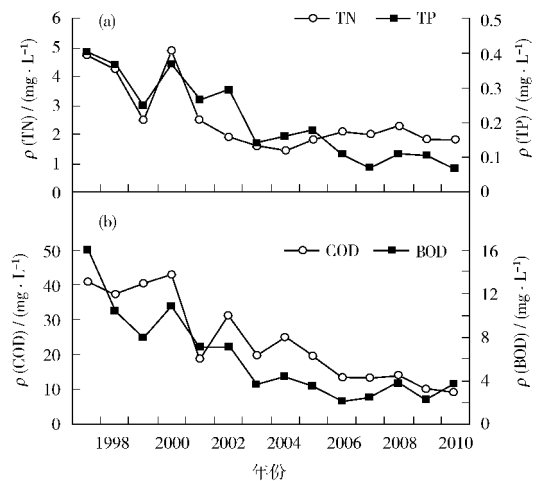 (a)
TN TP
ρ (TN) / (mg · L⁻¹)
6
5
4
3
2
1
0
ρ (TP) / (mg · L⁻¹)
0.5
0.4
0.3
0.2
0.1
0
(b)
COD BOD
ρ (COD) / (mg · L⁻¹)
50
40
30
20
10
0
ρ (BOD) / (mg · L⁻¹)
16
12
8
4
0
1998 2000 2002 2004 2006 2008 2010
年份